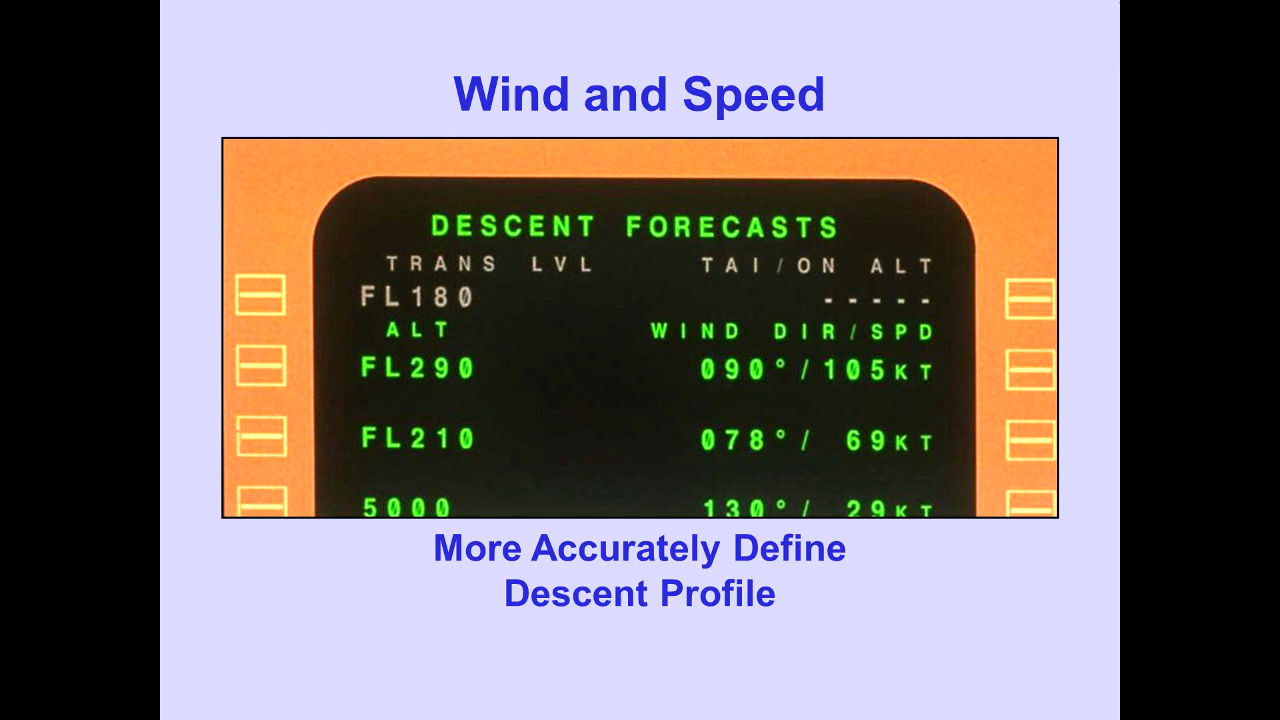 Wind and Speed
DESCENT FORECASTS
TRANS LVL TAI/ON ALT
FL180 -----
ALT WIND DIR/SPD
FL290 090°/105KT
FL210 078°/ 69KT
5000 130°/ 29KT
More Accurately Define
Descent Profile